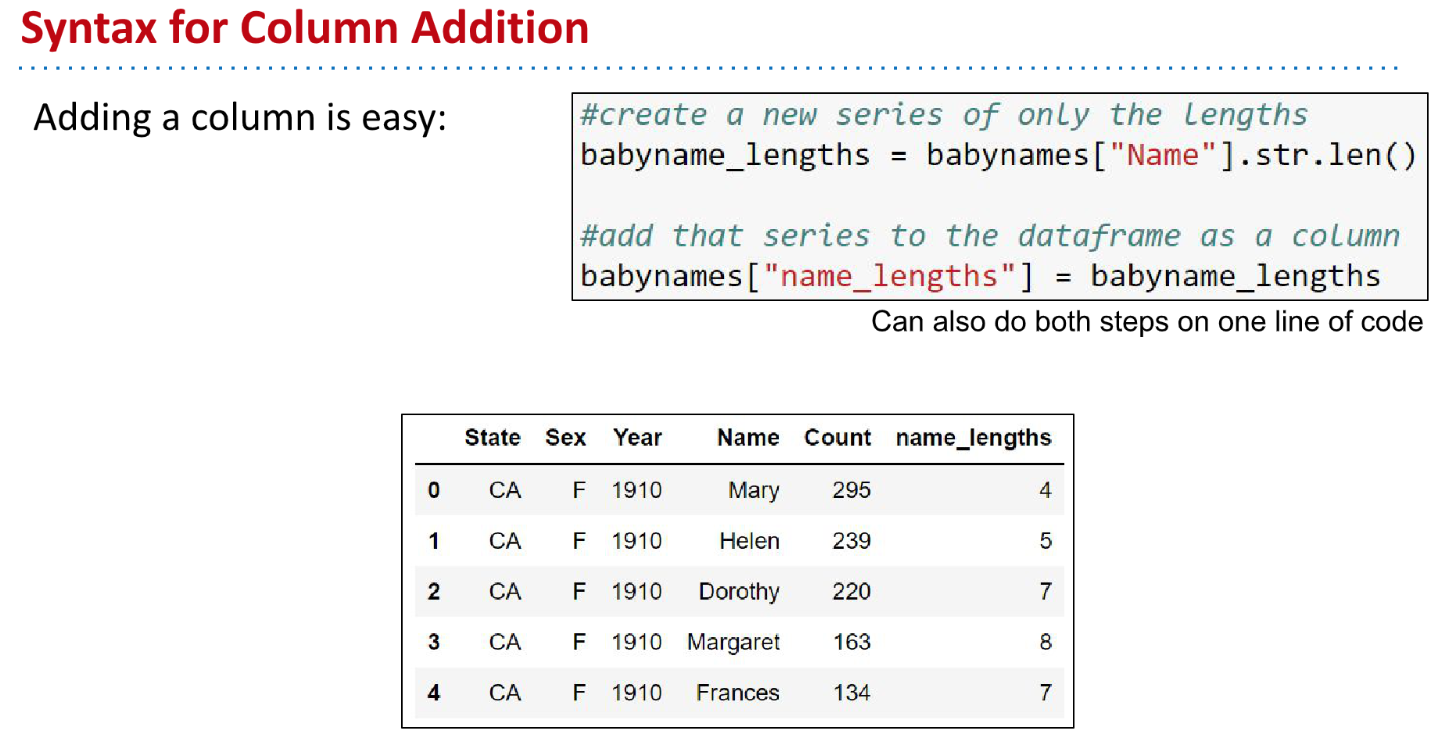 Syntax for Column Addition
Adding a column is easy:
#create a new series of only the lengths
babyname_lengths = babynames["Name"].str.len()
#add that series to the dataframe as a column
babynames["name_lengths"] = babyname_lengths
Can also do both steps on one line of code
State Sex Year Name Count name_lengths
0 CA F 1910 Mary 295 4
1 CA F 1910 Helen 239 5
2 CA F 1910 Dorothy 220 7
3 CA F 1910 Margaret 163 8
4 CA F 1910 Frances 134 7